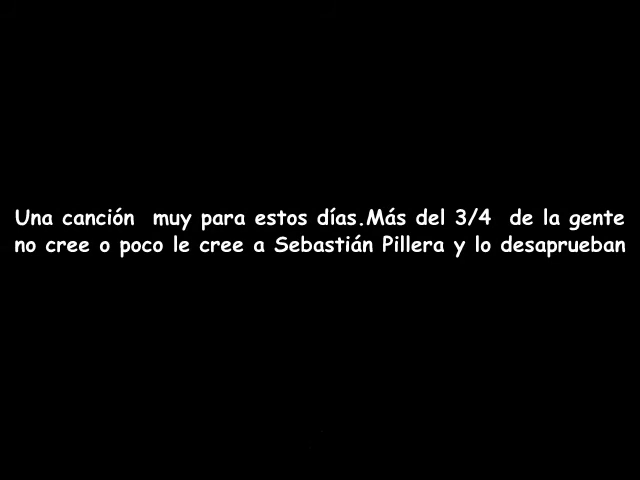 Una canción  muy para estos días.Más del 3/4  de la gente
no cree o poco le cree a Sebastián Pillera y lo desaprueban